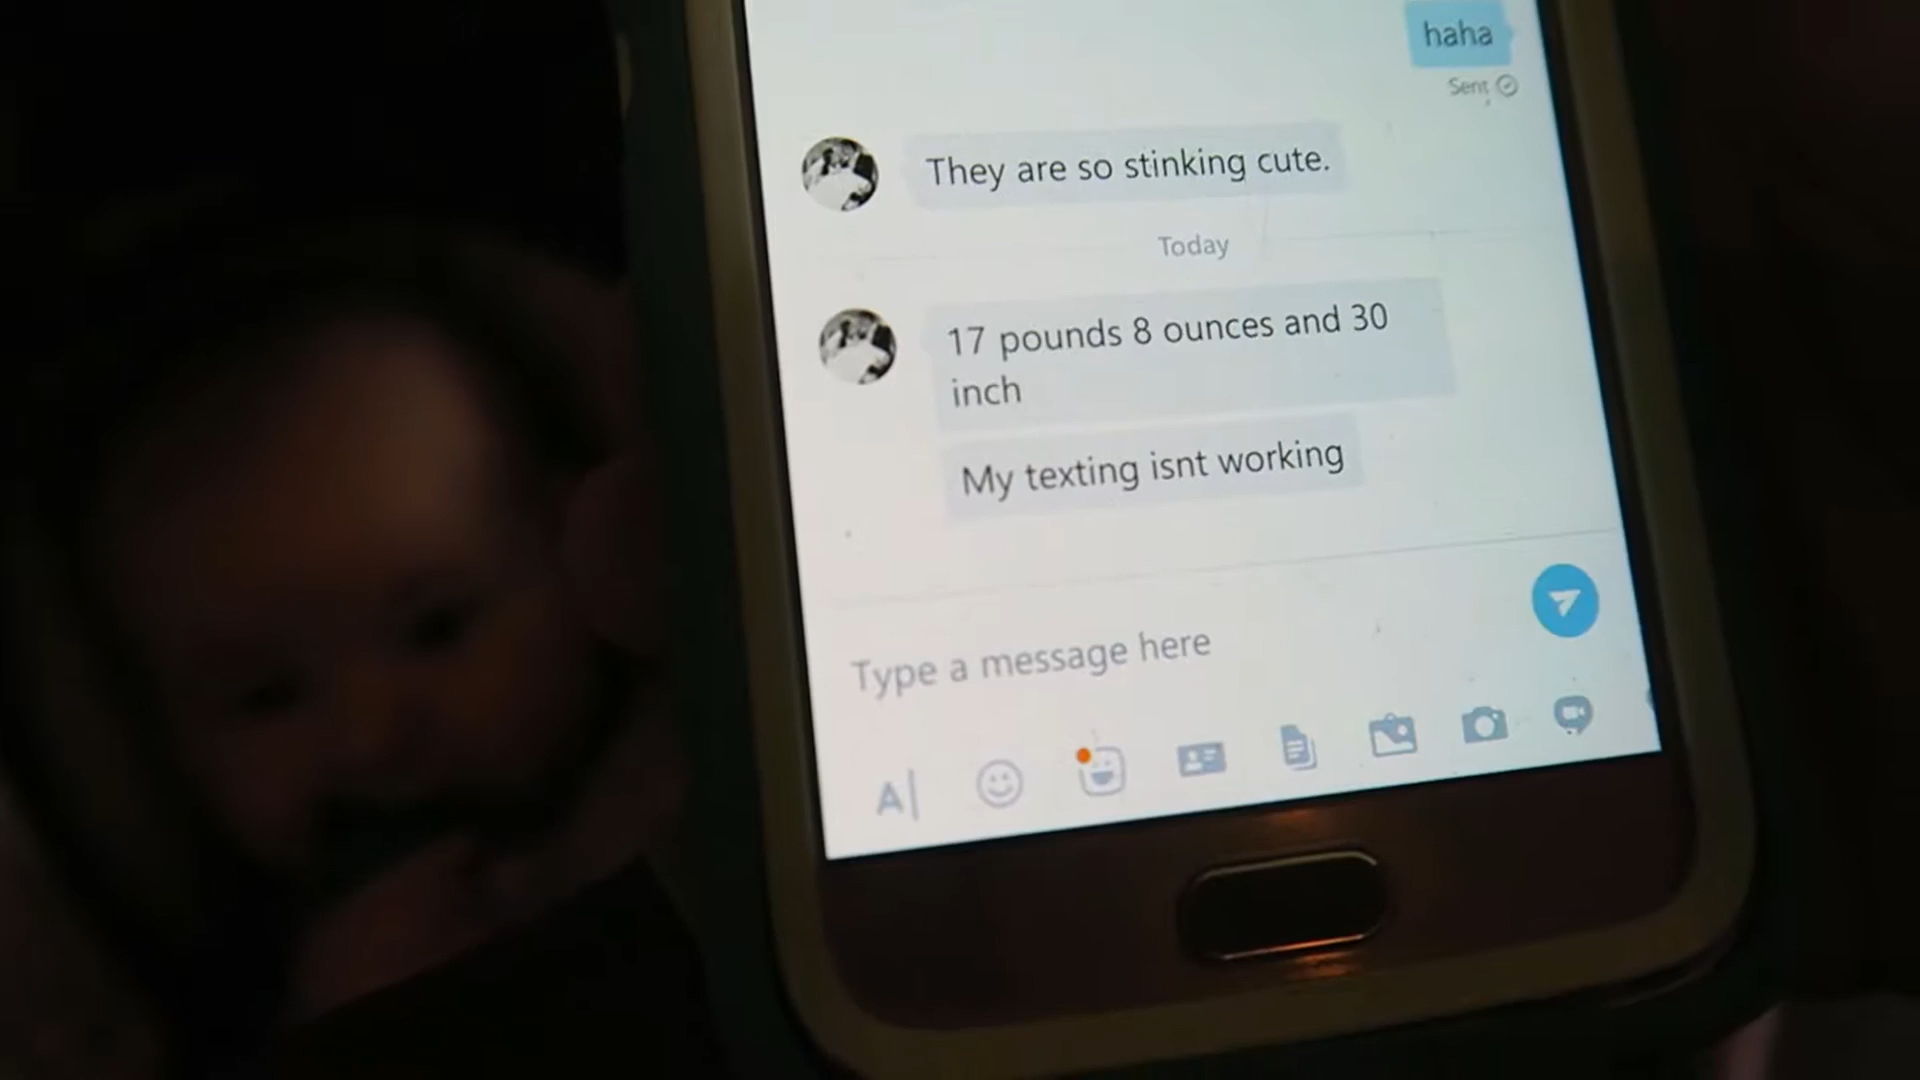 haha
Sent
They are so stinking cute.
Today
17 pounds 8 ounces and 30
inch
My texting isnt working
Type a message here
A|